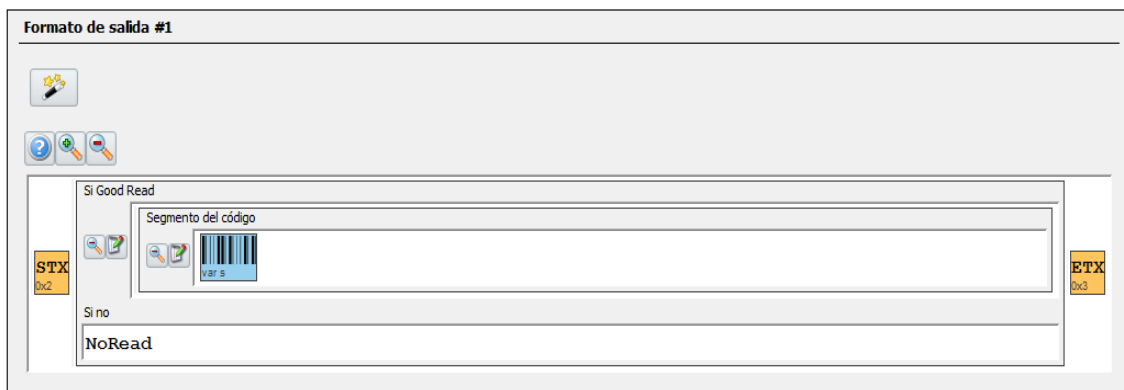 Formato de salida #1
Si Good Read
Segmento del código
var s
STX
0x2
ETX
0x3
Si no
NoRead